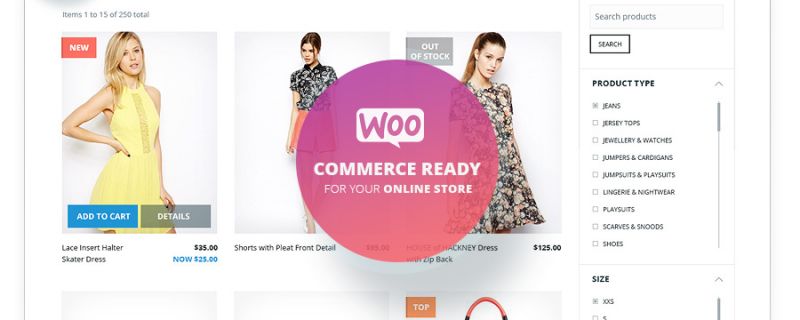 Items 1 to 15 of 250 total
NEW
OUT
OF STOCK
WOO
COMMERCE READY
FOR YOUR ONLINE STORE
ADD TO CART
DETAILS
Lace Insert Halter
Skater Dress
$35.00
NOW $25.00
Shorts with Pleat Front Detail
$95.00
HOUSE of HACKNEY Dress
with Zip Back
$125.00
TOP
Search products
SEARCH
PRODUCT TYPE
JEANS
JERSEY TOPS
JEWELLERY & WATCHES
JUMPERS & CARDIGANS
JUMPSUITS & PLAYSUITS
LINGERIE & NIGHTWEAR
PLAYSUITS
SCARVES & SNOODS
SHOES
SIZE
XXS
S